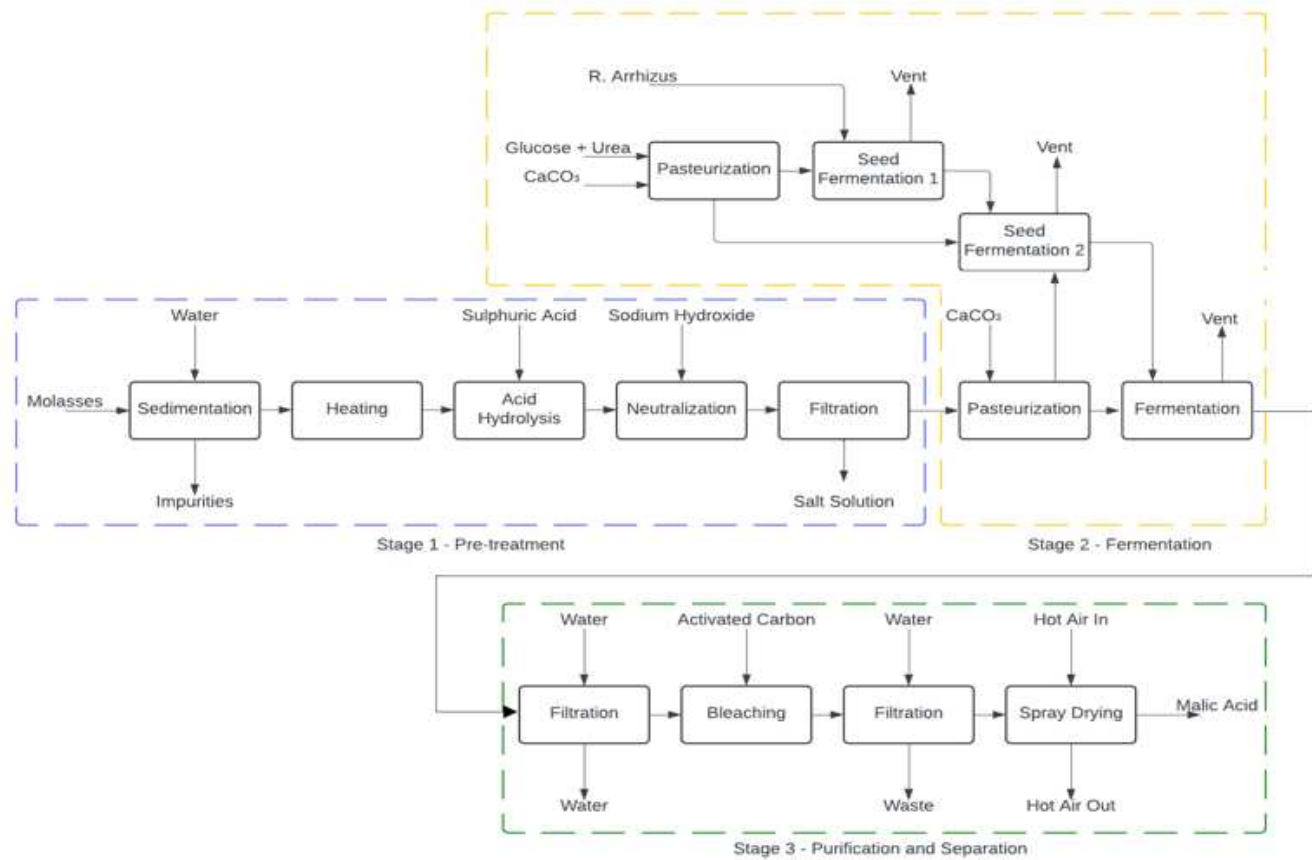 R. Arrhizus
Vent
Glucose + Urea
CaCO₃
Pasteurization
Seed
Fermentation 1
Vent
Seed
Fermentation 2
Water
Sulphuric Acid
Sodium Hydroxide
CaCO₃
Vent
Molasses
Sedimentation
Heating
Acid
Hydrolysis
Neutralization
Filtration
Pasteurization
Fermentation
Impurities
Salt Solution
Stage 1 - Pre-treatment
Stage 2 - Fermentation
Water
Activated Carbon
Water
Hot Air In
Filtration
Bleaching
Filtration
Spray Drying
Malic Acid
Water
Waste
Hot Air Out
Stage 3 - Purification and Separation